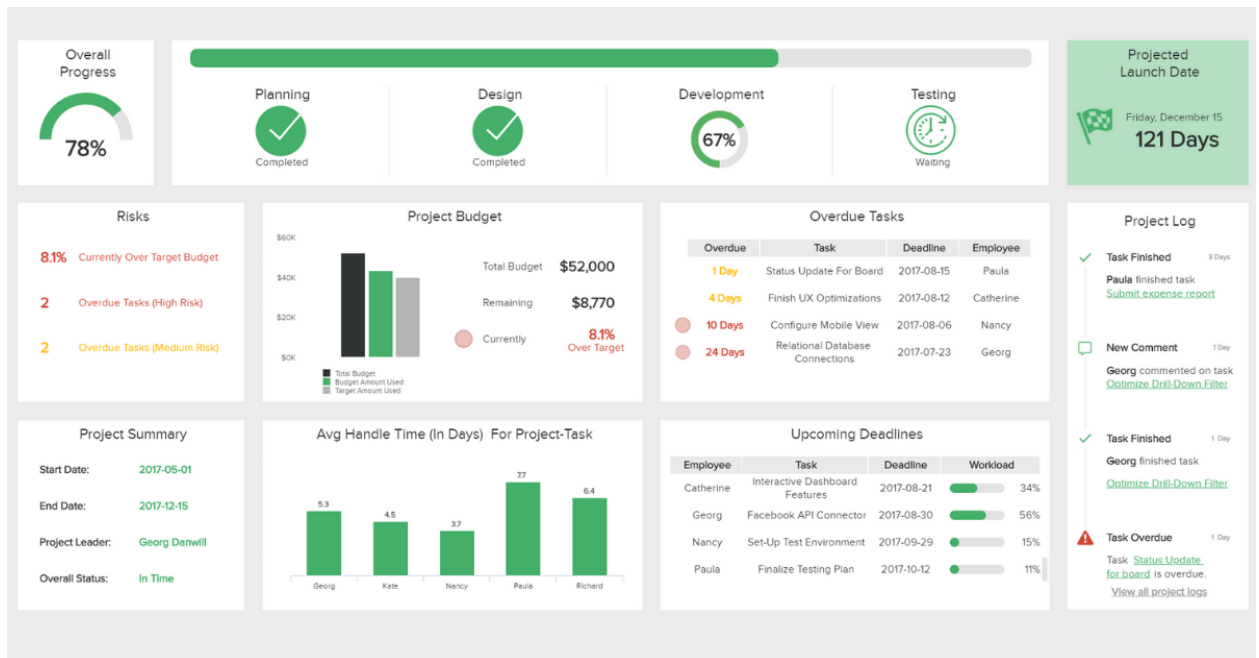 Overall
Progress
78%
Planning
Completed
Design
Completed
Development
67%
Testing
Waiting
Projected
Launch Date
Friday, December 15
121 Days
Risks
8.1% Currently Over Target Budget
2 Overdue Tasks (High Risk)
2 Overdue Tasks (Medium Risk)
Project Budget
$60K
$40K
$20K
$0K
Total Budget
Budget Amount Used
Target Amount Used
Total Budget $52,000
Remaining $8,770
Currently 8.1%
Over Target
Overdue Tasks
Overdue Task Deadline Employee
1 Day Status Update For Board 2017-08-15 Paula
4 Days Finish UX Optimizations 2017-08-12 Catherine
10 Days Configure Mobile View 2017-08-06 Nancy
24 Days Relational Database
Connections 2017-07-23 Georg
Project Log
Task Finished 3 Days
Paula finished task
Submit expense report
New Comment 1 Day
Georg commented on task
Optimize Drill-Down Filter
Task Finished 1 Day
Georg finished task
Optimize Drill-Down Filter
Task Overdue 1 Day
Task Status Update
for board is overdue.
View all project logs
Project Summary
Start Date: 2017-05-01
End Date: 2017-12-15
Project Leader: Georg Danwill
Overall Status: In Time
Avg Handle Time (In Days) For Project-Task
5.3
4.5
3.7
7.7
6.4
Georg Kate Nancy Paula Richard
Upcoming Deadlines
Employee Task Deadline Workload
Catherine Interactive Dashboard
Features 2017-08-21 34%
Georg Facebook API Connector 2017-08-30 56%
Nancy Set-Up Test Environment 2017-09-29 15%
Paula Finalize Testing Plan 2017-10-12 11%